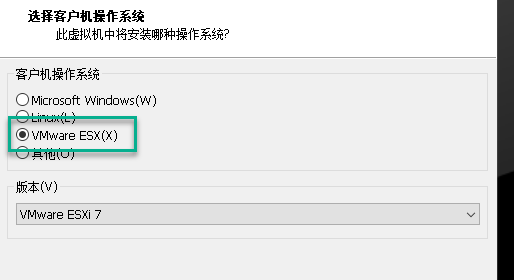 选择客户机操作系统
此虚拟机中将安装哪种操作系统?
客户机操作系统
Microsoft Windows(W)
Linux(L)
VMware ESX(X)
其他(O)
版本(V)
VMware ESXi 7